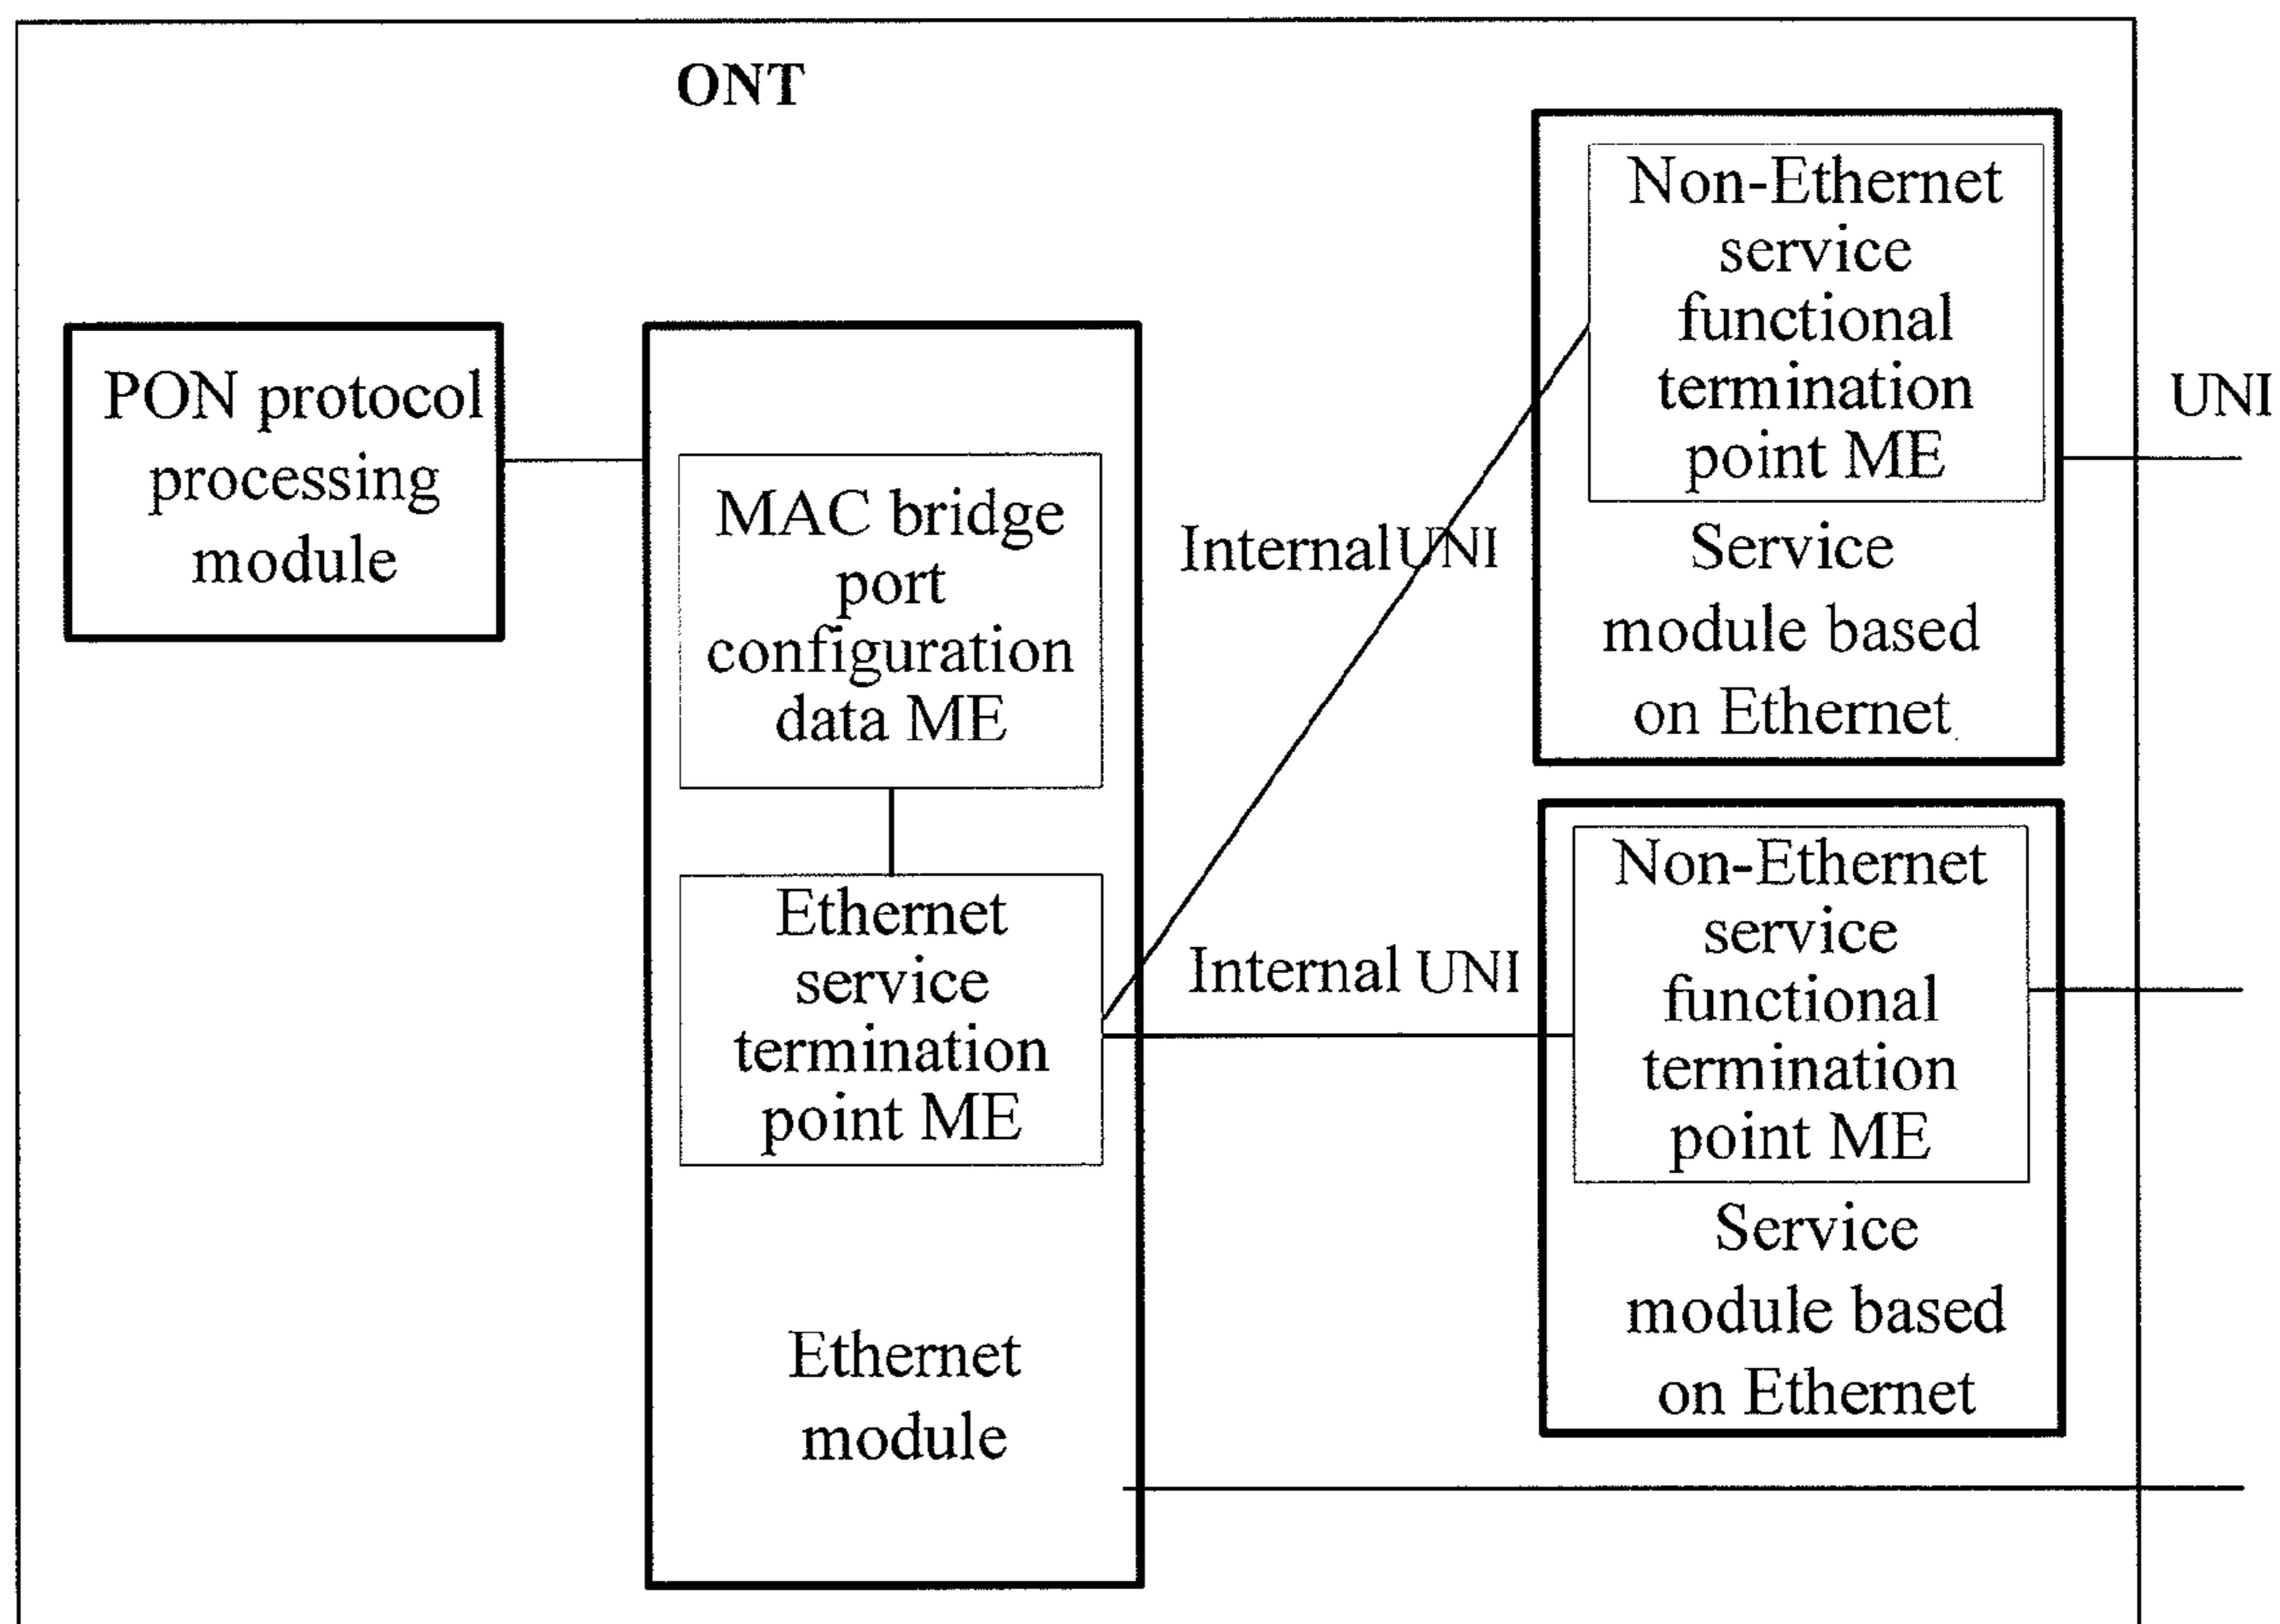 ONT
PON protocol
processing
module
MAC bridge
port
configuration
data ME
Ethernet
service
termination
point ME
Ethernet
module
Internal UNI
Internal UNI
Non-Ethernet
service
functional
termination
point ME
Service
module based
on Ethernet
Non-Ethernet
service
functional
termination
point ME
Service
module based
on Ethernet
UNI